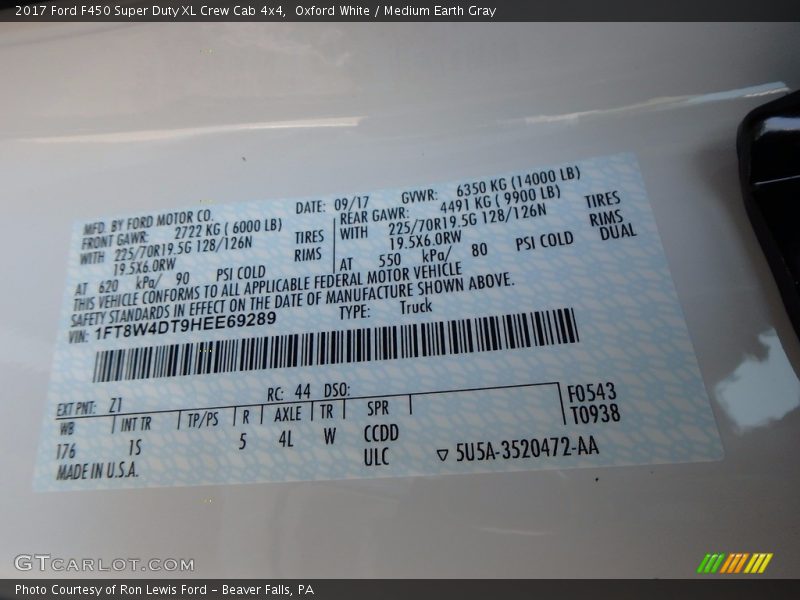 2017 Ford F450 Super Duty XL Crew Cab 4x4, Oxford White / Medium Earth Gray
MFD. BY FORD MOTOR CO. DATE: 09/17 GVWR: 6350 KG (14000 LB)
FRONT GAWR: 2722 KG ( 6000 LB) REAR GAWR: 4491 KG ( 9900 LB)
WITH 225/70R19.5G 128/126N TIRES WITH 225/70R19.5G 128/126N TIRES
19.5X6.0RW RIMS 19.5X6.0RW RIMS
AT 620 kPa/ 90 PSI COLD AT 550 kPa/ 80 PSI COLD DUAL
THIS VEHICLE CONFORMS TO ALL APPLICABLE FEDERAL MOTOR VEHICLE
SAFETY STANDARDS IN EFFECT ON THE DATE OF MANUFACTURE SHOWN ABOVE.
VIN: 1FT8W4DT9HEE69289 TYPE: Truck
EXT PNT: Z1 RC: 44 DSO: F0543
WB INT TR TP/PS R AXLE TR SPR T0938
176 1S 5 4L W CCDD
ULC ▽ 5U5A-3520472-AA
MADE IN U.S.A.
GTCARLOT.COM
Photo Courtesy of Ron Lewis Ford - Beaver Falls, PA